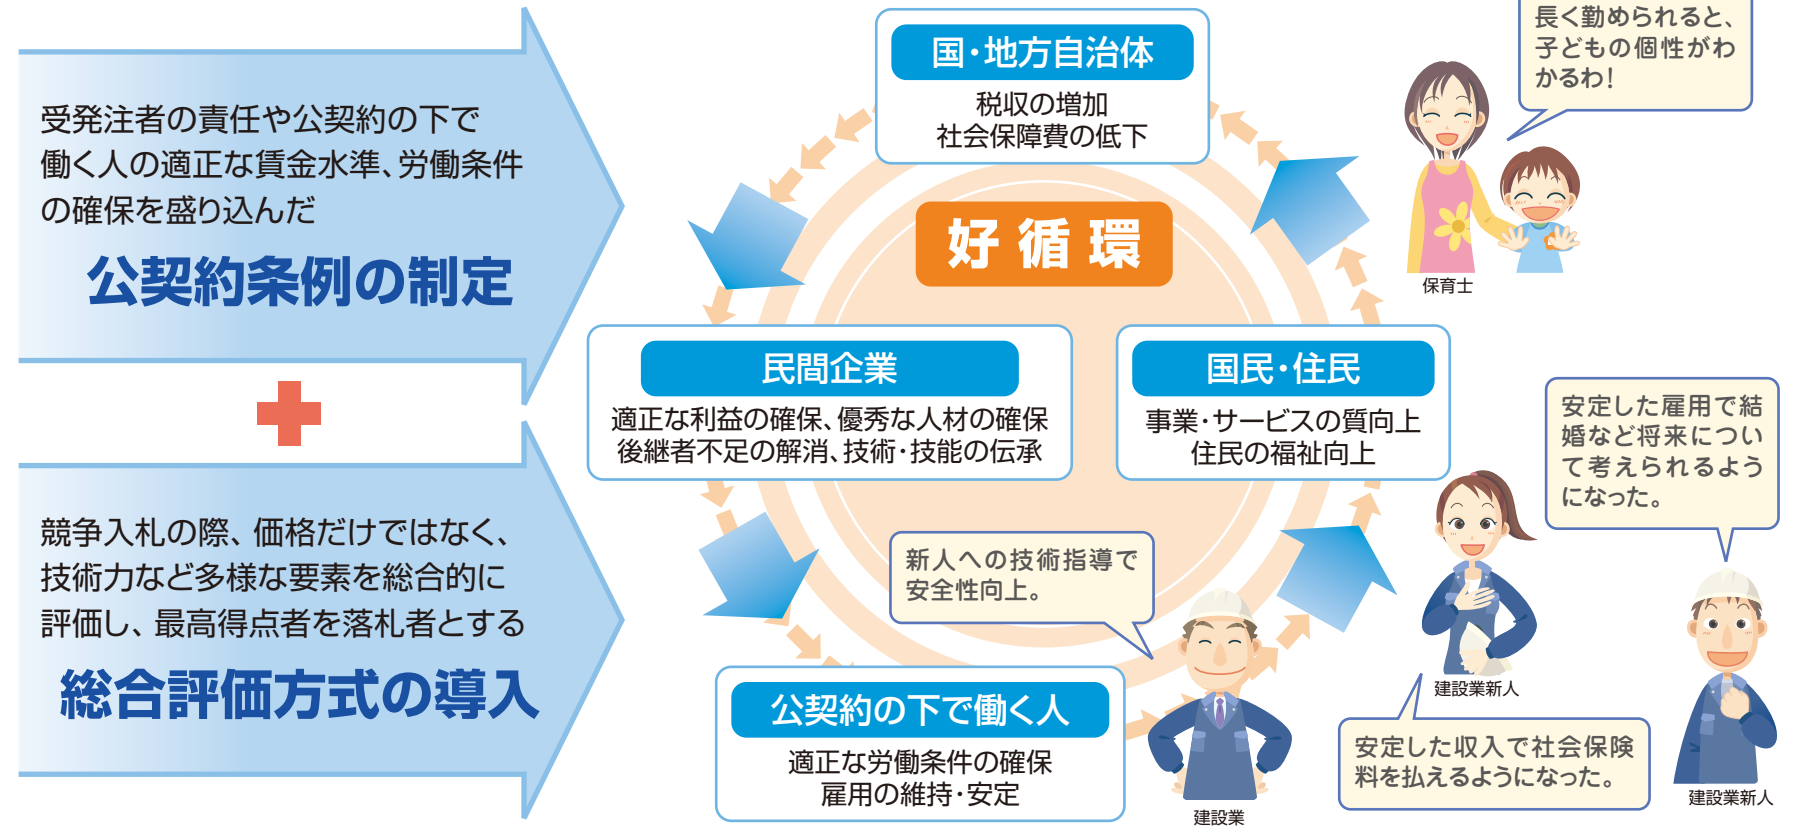 受発注者の責任や公契約の下で
働く人の適正な賃金水準、労働条件
の確保を盛り込んだ
公契約条例の制定
競争入札の際、価格だけではなく、
技術力など多様な要素を総合的に
評価し、最高得点者を落札者とする
総合評価方式の導入
国・地方自治体
税収の増加
社会保障費の低下
好循環
民間企業
適正な利益の確保、優秀な人材の確保
後継者不足の解消、技術・技能の伝承
国民・住民
事業・サービスの質向上
住民の福祉向上
公契約の下で働く人
適正な労働条件の確保
雇用の維持・安定
新人への技術指導で
安全性向上。
建設業
長く勤められると、
子どもの個性がわ
かるわ！
保育士
安定した雇用で結
婚など将来につい
て考えられるよう
になった。
建設業新人
安定した収入で社会保険
料を払えるようになった。
建設業新人